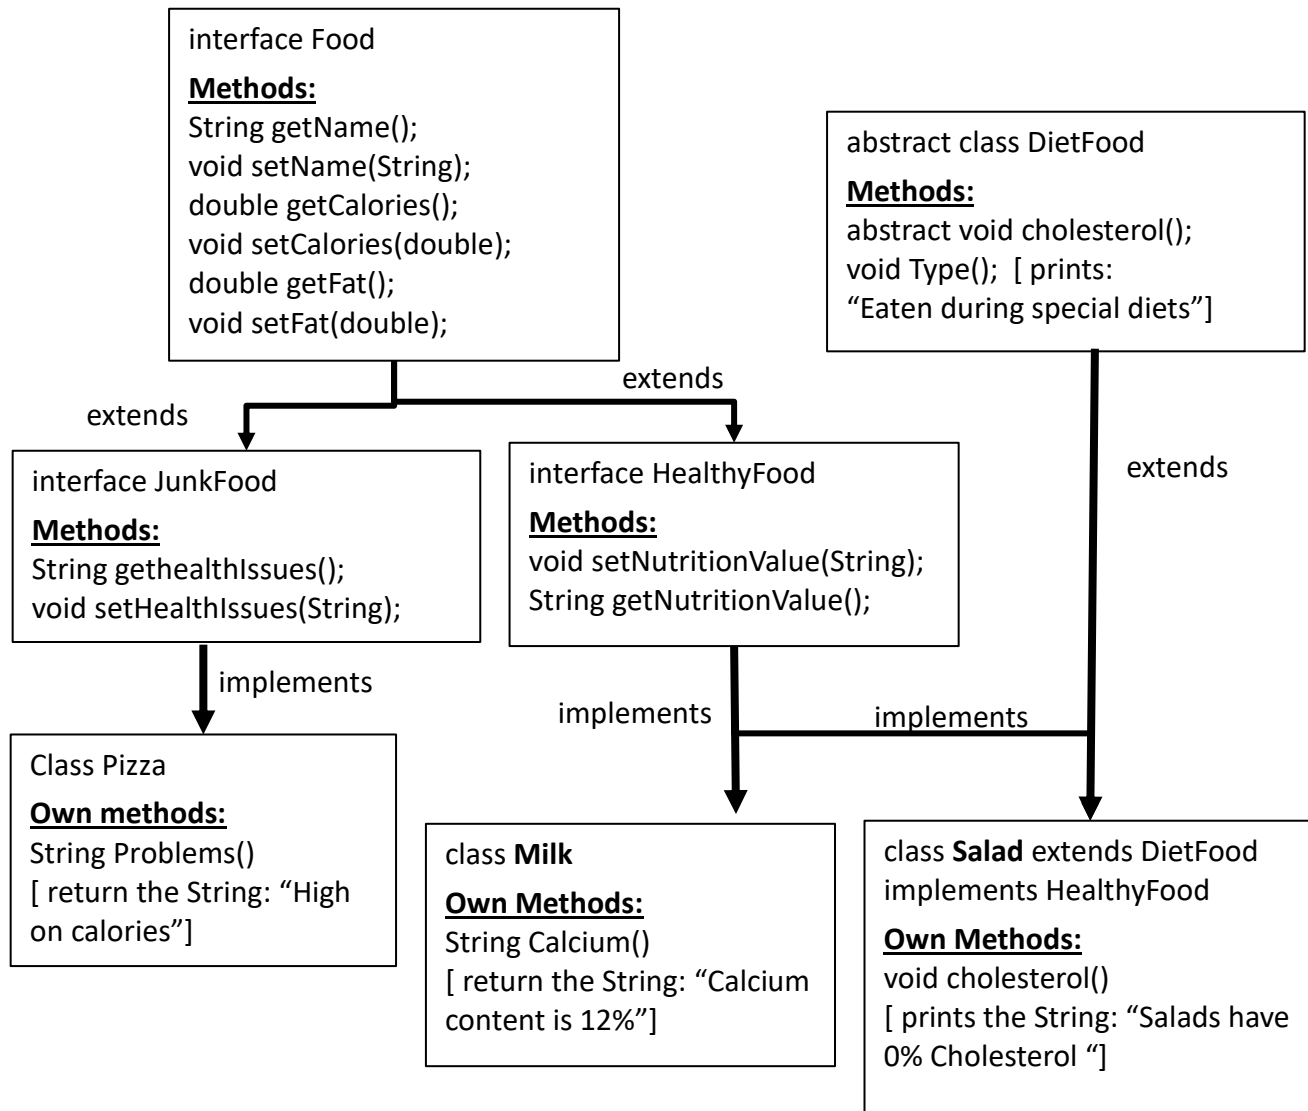 interface Food
Methods:
String getName();
void setName(String);
double getCalories();
void setCalories(double);
double getFat();
void setFat(double);
abstract class DietFood
Methods:
abstract void cholesterol();
void Type();  [ prints:
“Eaten during special diets”]
extends
extends
extends
interface JunkFood
Methods:
String gethealthIssues();
void setHealthIssues(String);
interface HealthyFood
Methods:
void setNutritionValue(String);
String getNutritionValue();
implements
implements
implements
Class Pizza
Own methods:
String Problems()
[ return the String: “High
on calories”]
class Milk
Own Methods:
String Calcium()
[ return the String: “Calcium
content is 12%”]
class Salad extends DietFood
implements HealthyFood
Own Methods:
void cholesterol()
[ prints the String: “Salads have
0% Cholesterol “]